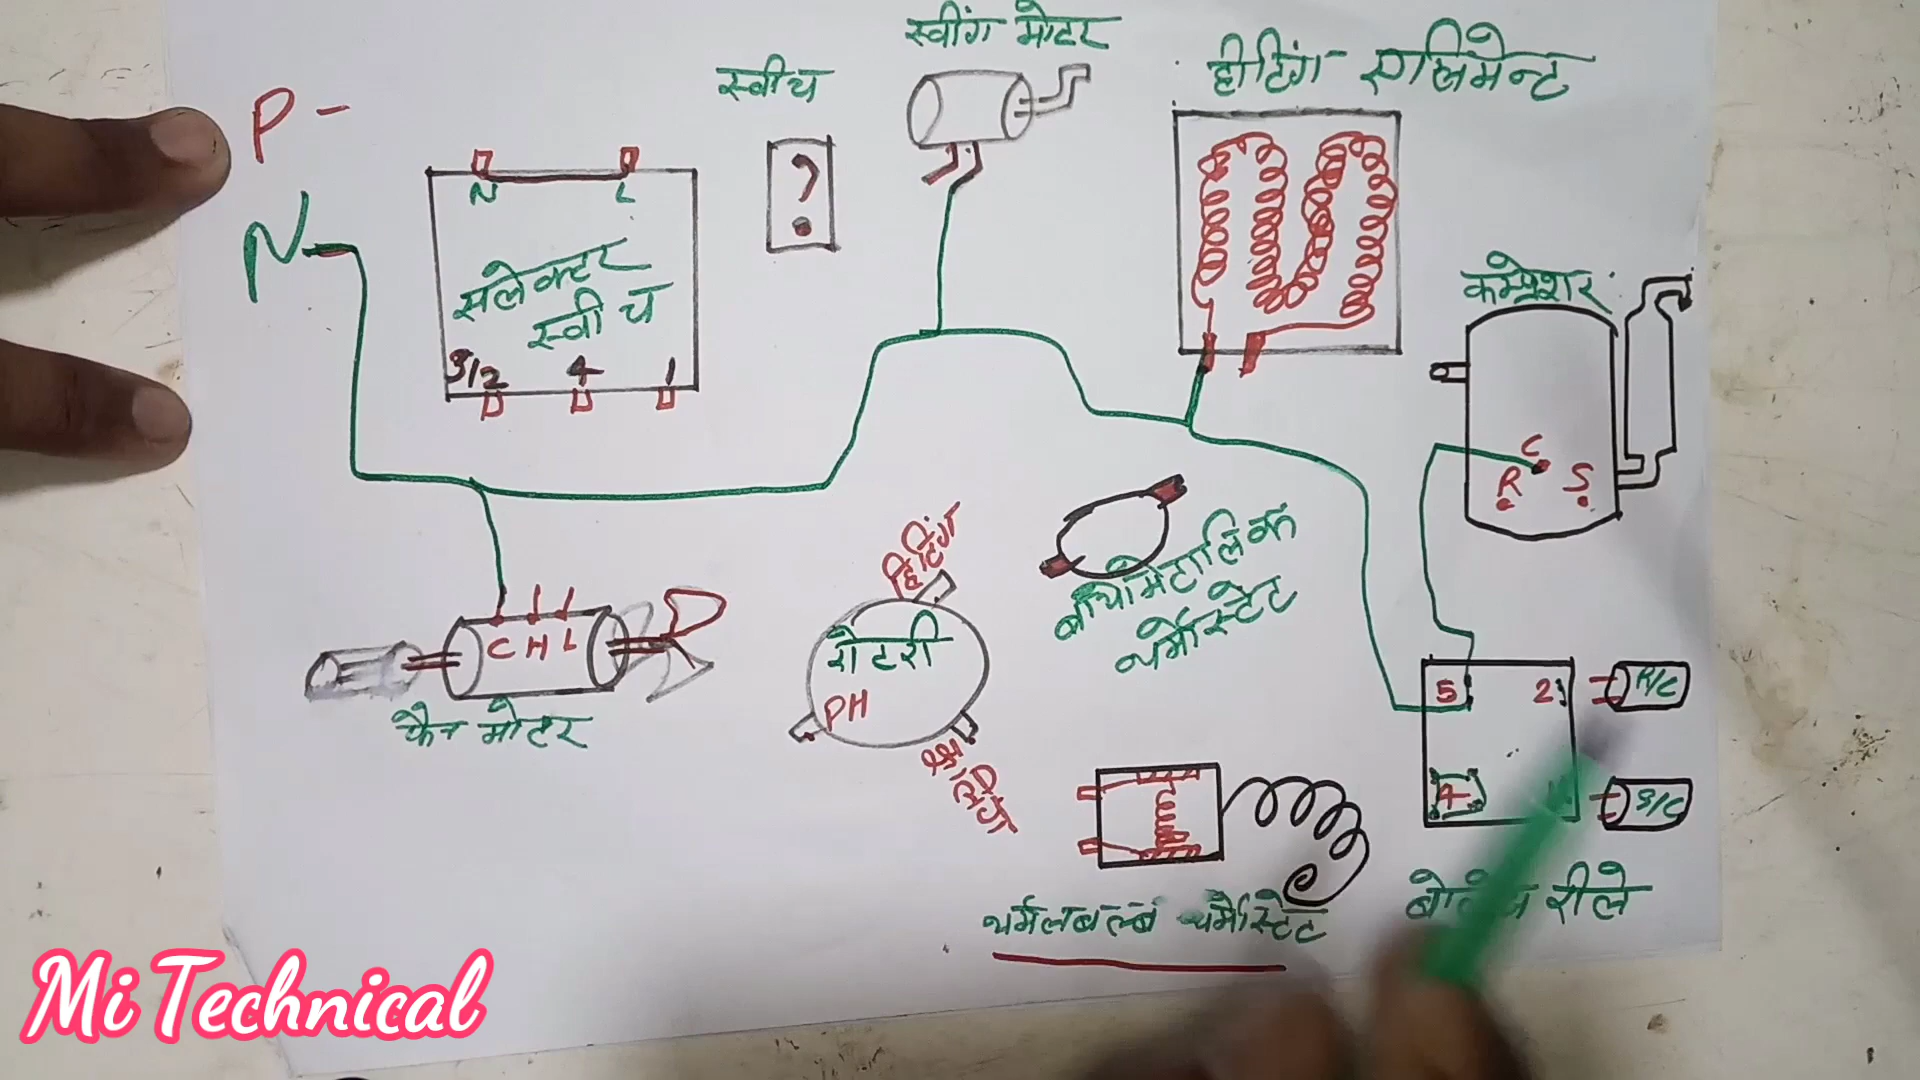 स्वींग मोटर
स्वीच
हीटिंग एलिमेन्ट
P -
N
N L
सलेक्टर
स्वीच
3/2 4 1
कम्प्रेशर
C
R S
हिटिंग
बायोमेटालिक
थर्मोस्टेट
C H L
रोटरी
PH
फैन मोटर
5 2
R/C
4
S/C
थर्मलबल्ब थर्मोस्टेट
रीले
Mi Technical